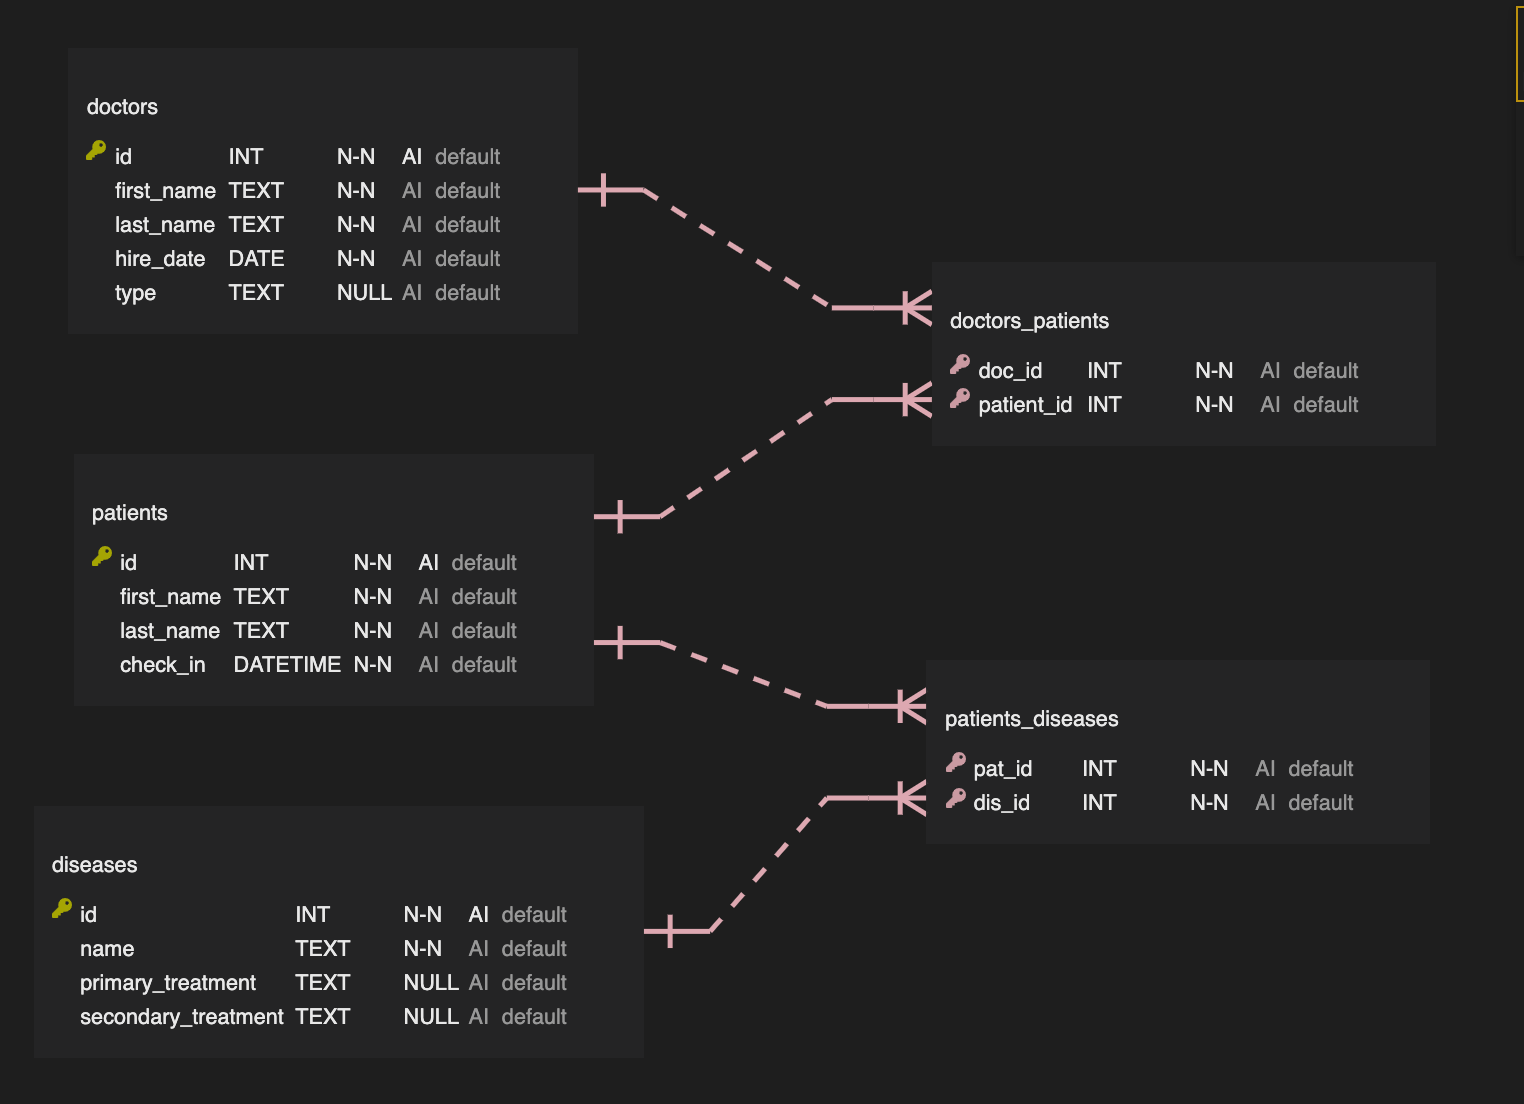 doctors
id INT N-N AI default
first_name TEXT N-N AI default
last_name TEXT N-N AI default
hire_date DATE N-N AI default
type TEXT NULL AI default
doctors_patients
doc_id INT N-N AI default
patient_id INT N-N AI default
patients
id INT N-N AI default
first_name TEXT N-N AI default
last_name TEXT N-N AI default
check_in DATETIME N-N AI default
patients_diseases
pat_id INT N-N AI default
dis_id INT N-N AI default
diseases
id INT N-N AI default
name TEXT N-N AI default
primary_treatment TEXT NULL AI default
secondary_treatment TEXT NULL AI default